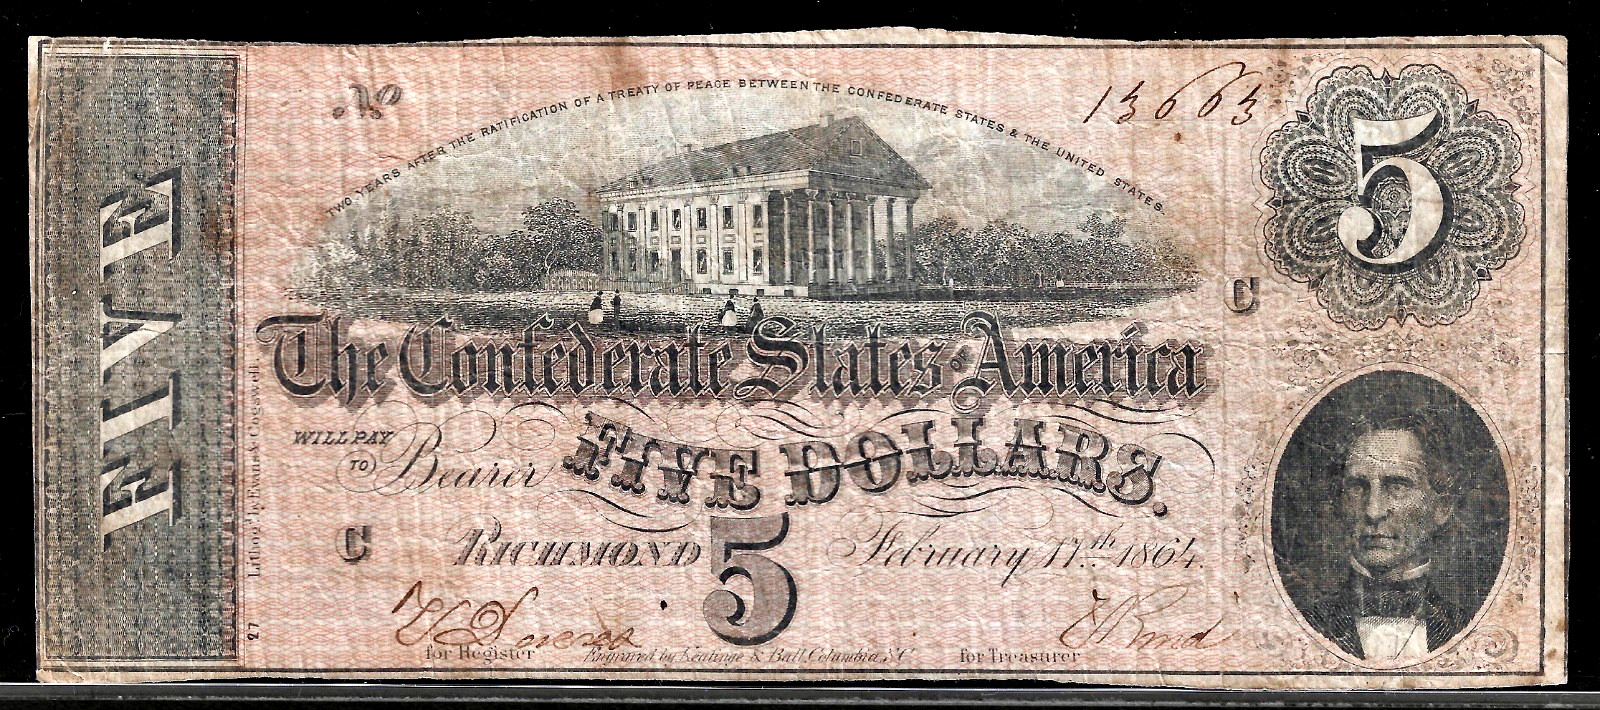 No
13663
TWO YEARS AFTER THE RATIFICATION OF A TREATY OF PEACE BETWEEN THE CONFEDERATE STATES & THE UNITED STATES.
5
FIVE
C
The Confederate States of America
WILL PAY
TO Bearer
FIVE DOLLARS.
C
RICHMOND
5
February 17th 1864.
for Register
Engraved by Keatinge & Ball, Columbia, S.C.
for Treasurer
Lithog'd by Evans & Cogswell
27